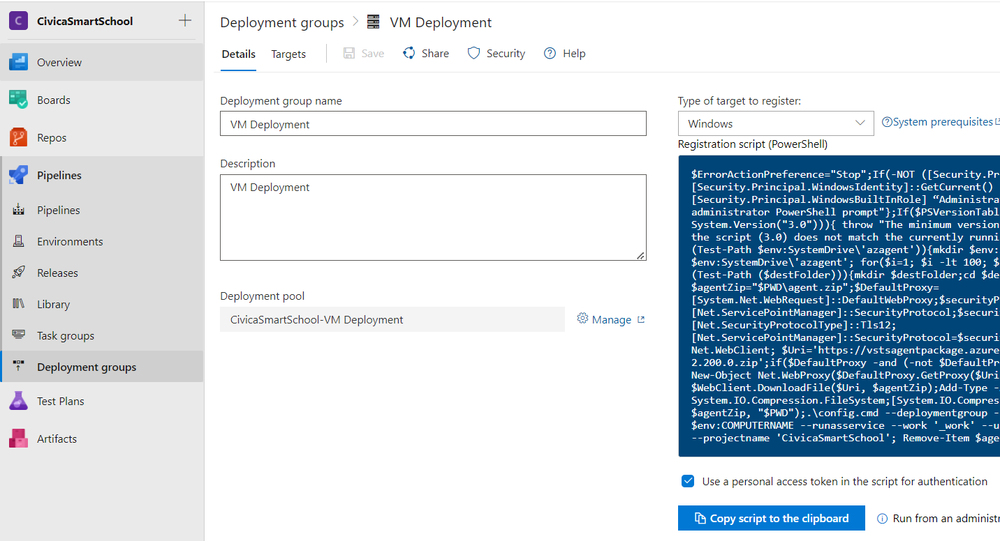 C CivicaSmartSchool
Overview
Boards
Repos
Pipelines
Pipelines
Environments
Releases
Library
Task groups
Deployment groups
Test Plans
Artifacts
Deployment groups > VM Deployment
Details Targets Save Share Security Help
Deployment group name
VM Deployment
Description
VM Deployment
Deployment pool
CivicaSmartSchool-VM Deployment Manage
Type of target to register:
Windows System prerequisites
Registration script (PowerShell)
$ErrorActionPreference="Stop";If(-NOT ([Security.Pr
[Security.Principal.WindowsIdentity]::GetCurrent()
[Security.Principal.WindowsBuiltInRole] “Administra
administrator PowerShell prompt"};If($PSVersionTabl
System.Version("3.0"))){ throw "The minimum version
the script (3.0) does not match the currently runni
(Test-Path $env:SystemDrive\'azagent')){mkdir $env:
$env:SystemDrive\'azagent'; for($i=1; $i -lt 100; $
(Test-Path ($destFolder))){mkdir $destFolder;cd $de
$agentZip="$PWD\agent.zip";$DefaultProxy=
[System.Net.WebRequest]::DefaultWebProxy;$securityP
[Net.ServicePointManager]::SecurityProtocol;$securi
[Net.SecurityProtocolType]::Tls12;
[Net.ServicePointManager]::SecurityProtocol=$securi
Net.WebClient; $Uri='https://vstsagentpackage.azure
2.200.0.zip';if($DefaultProxy -and (-not $DefaultPr
New-Object Net.WebProxy($DefaultProxy.GetProxy($Uri
$WebClient.DownloadFile($Uri, $agentZip);Add-Type -
System.IO.Compression.FileSystem;[System.IO.Compres
$agentZip, "$PWD");.\config.cmd --deploymentgroup -
$env:COMPUTERNAME --runasservice --work '_work' --u
--projectname 'CivicaSmartSchool'; Remove-Item $age
Use a personal access token in the script for authentication
Copy script to the clipboard Run from an administr